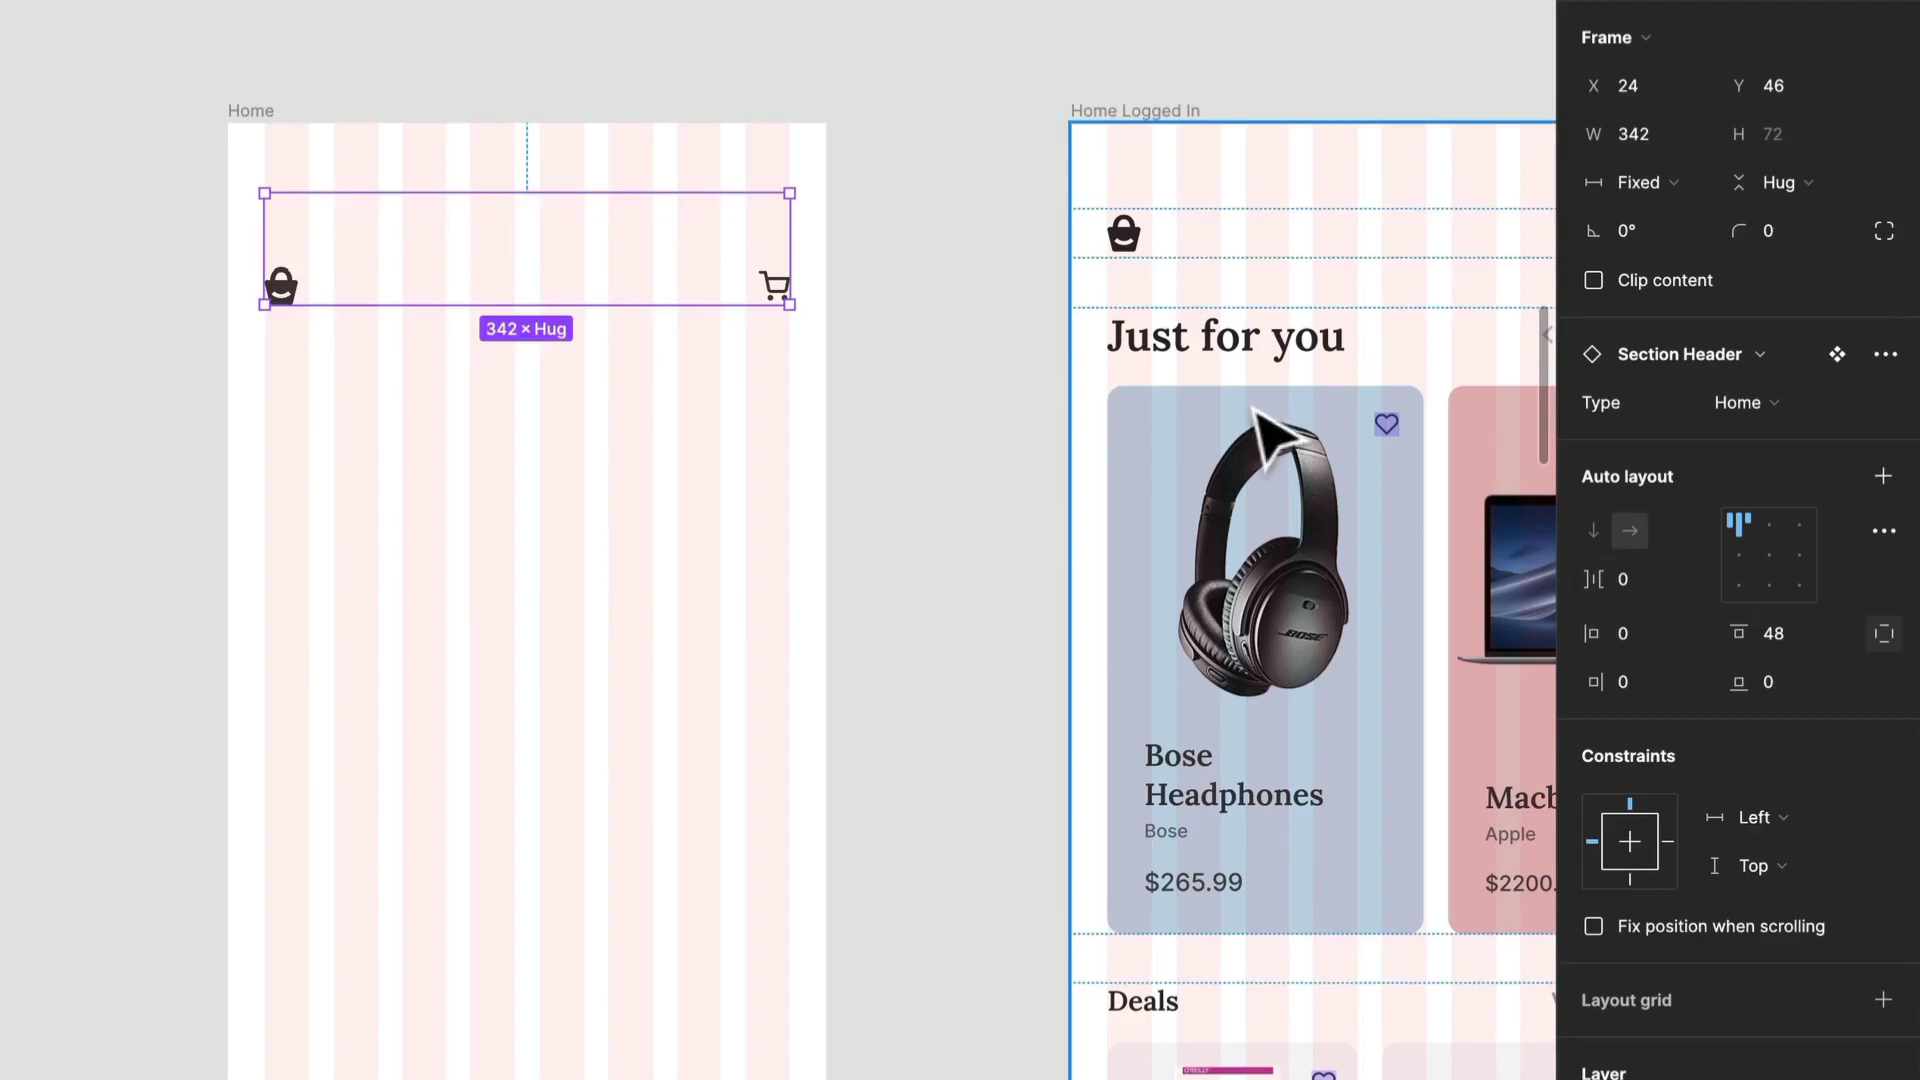 Home
342 × Hug
Home Logged In
Just for you
BOSE
Bose
Headphones
Bose
$265.99
Apple
$2200.
Deals
O'REILLY
Frame
X 24
Y 46
W 342
H 72
Fixed
Hug
0°
0
Clip content
Section Header
Type
Home
Auto layout
0
0
48
0
0
Constraints
Left
Top
Fix position when scrolling
Layout grid
Layer